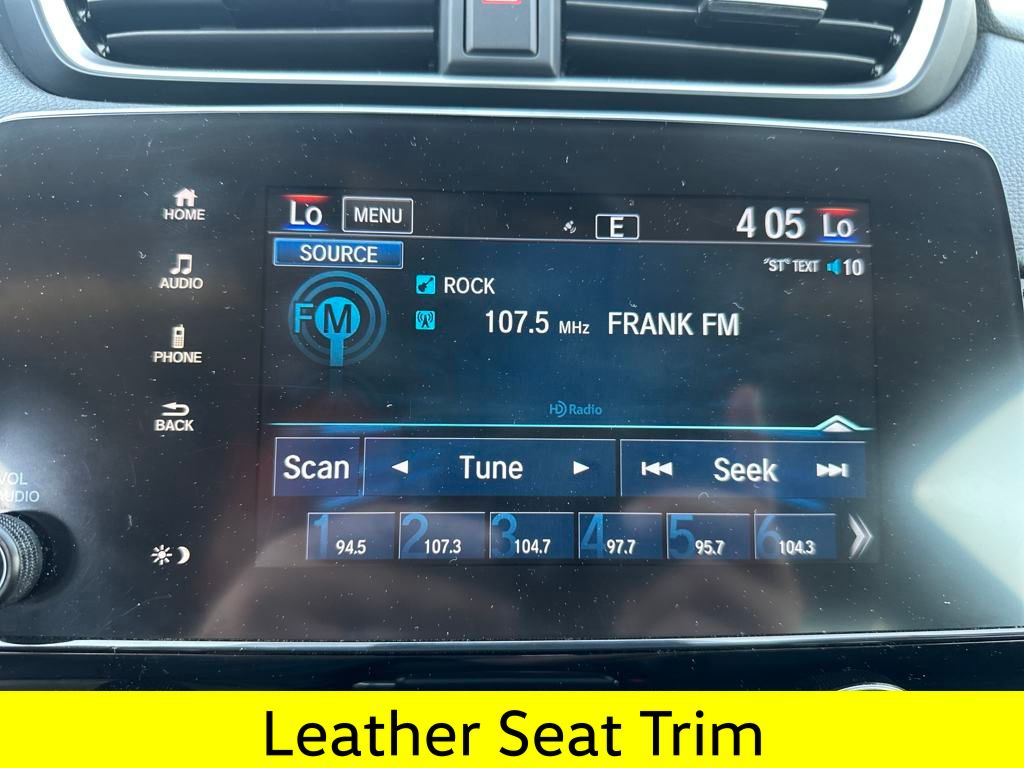 HOME
AUDIO
PHONE
BACK
VOL
AUDIO
Lo MENU E 4 05 Lo
SOURCE
"ST" TEXT 10
FM
ROCK
107.5 MHz FRANK FM
HD Radio
Scan Tune Seek
1 94.5 2 107.3 3 104.7 4 97.7 5 95.7 6 104.3
Leather Seat Trim